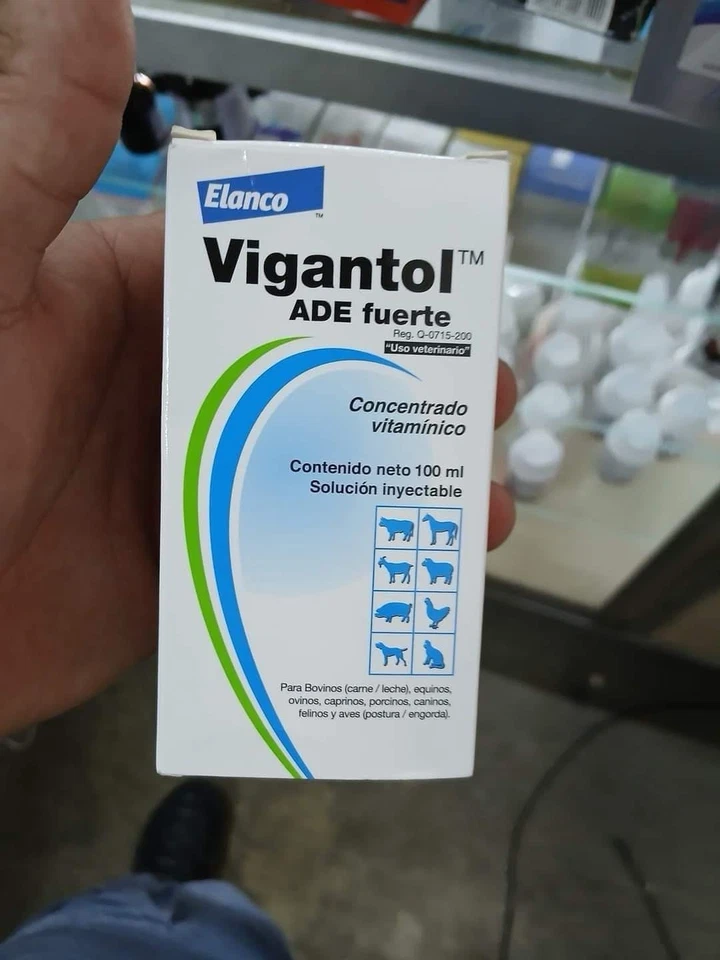 Elanco
TM
Vigantol™
ADE fuerte
Reg. Q-0715-200
"Uso veterinario"
Concentrado
vitamínico
Contenido neto 100 ml
Solución inyectable
Para Bovinos (carne / leche), equinos,
ovinos, caprinos, porcinos, caninos,
felinos y aves (postura / engorda).